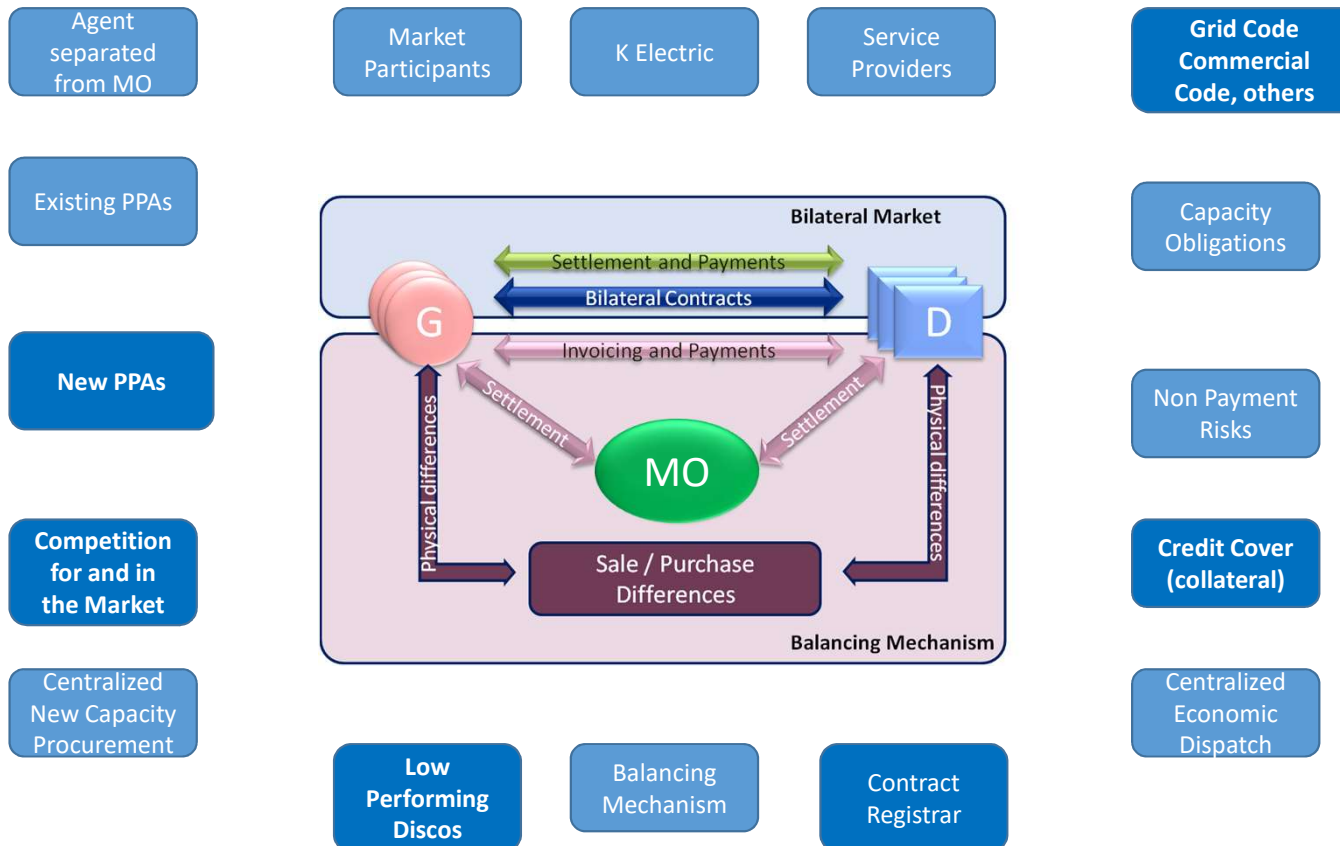 Agent
separated
from MO
Market
Participants
K Electric
Service
Providers
Grid Code
Commercial
Code, others
Existing PPAs
Capacity
Obligations
Bilateral Market
Settlement and Payments
Bilateral Contracts
G
D
Invoicing and Payments
New PPAs
Non Payment
Risks
Physical differences
Settlement
Settlement
Physical differences
MO
Competition
for and in
the Market
Sale / Purchase
Differences
Credit Cover
(collateral)
Balancing Mechanism
Centralized
New Capacity
Procurement
Centralized
Economic
Dispatch
Low
Performing
Discos
Balancing
Mechanism
Contract
Registrar